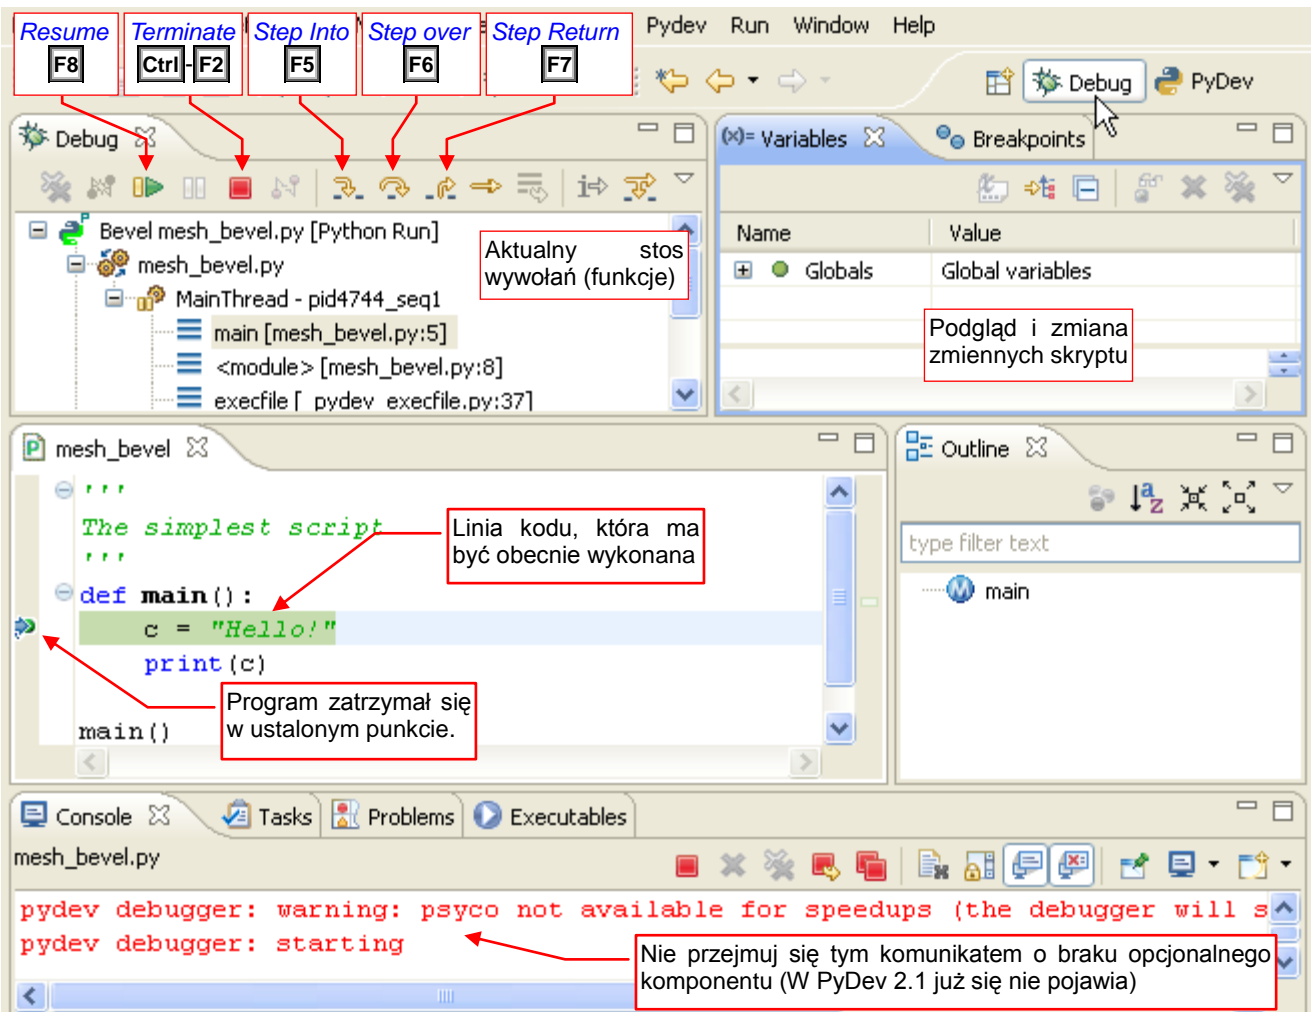 Pydev Run Window Help
Resume
F8
Terminate
Ctrl-F2
Step Into
F5
Step over
F6
Step Return
F7
Debug
PyDev
Debug
(x)= Variables
Breakpoints
Bevel mesh_bevel.py [Python Run]
mesh_bevel.py
MainThread - pid4744_seq1
main [mesh_bevel.py:5]
<module> [mesh_bevel.py:8]
execfile [_pydev_execfile.py:37]
Aktualny stos
wywołań (funkcje)
Name Value
Globals Global variables
Podgląd i zmiana
zmiennych skryptu
mesh_bevel
'''
The simplest script
'''
def main():
c = "Hello!"
print(c)
main()
Linia kodu, która ma
być obecnie wykonana
Program zatrzymał się
w ustalonym punkcie.
Outline
type filter text
main
Console
Tasks
Problems
Executables
mesh_bevel.py
pydev debugger: warning: psyco not available for speedups (the debugger will s
pydev debugger: starting
Nie przejmuj się tym komunikatem o braku opcjonalnego
komponentu (W PyDev 2.1 już się nie pojawia)